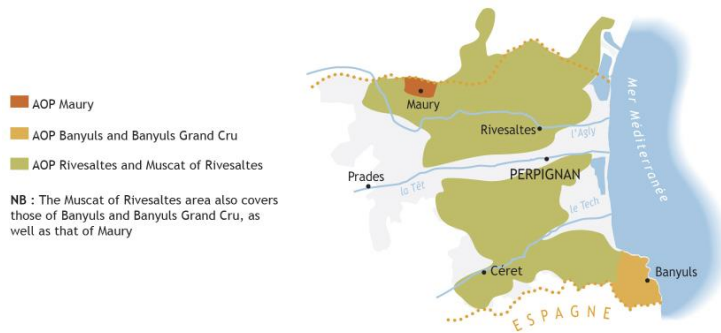 AOP Maury
AOP Banyuls and Banyuls Grand Cru
AOP Rivesaltes and Muscat of Rivesaltes
NB : The Muscat of Rivesaltes area also covers
those of Banyuls and Banyuls Grand Cru, as
well as that of Maury
Maury
Rivesaltes
l'Agly
Mer Méditerranée
PERPIGNAN
Prades
la Têt
le Tech
Céret
Banyuls
ESPAGNE